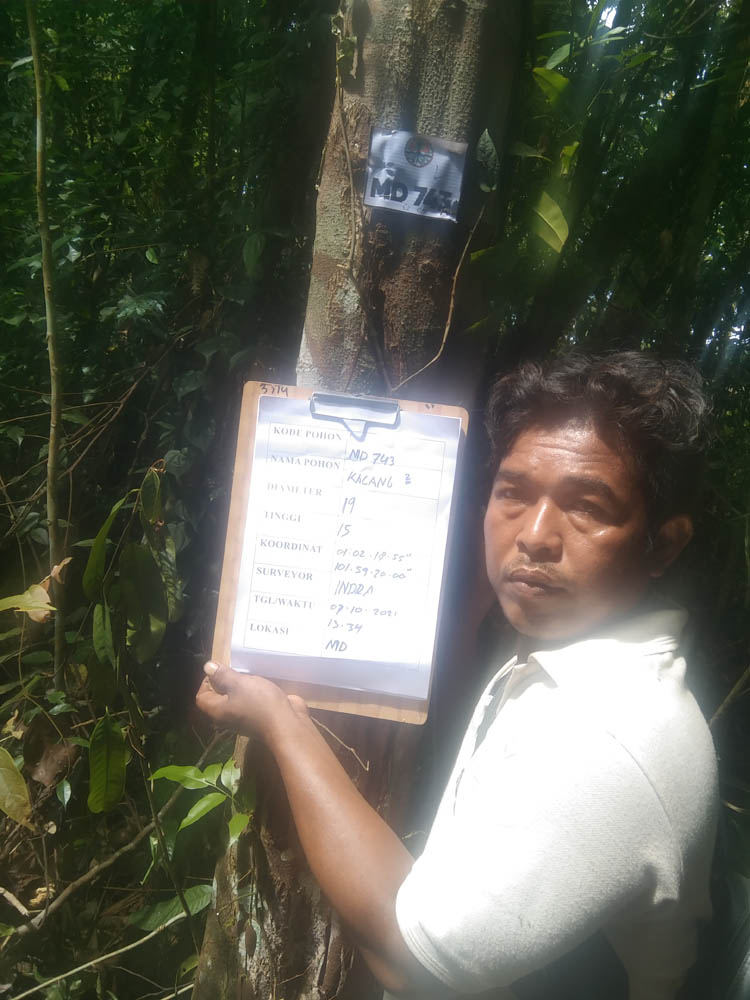 MD 743
3774
KODE POHON MD 743
NAMA POHON KACANG 2
DIAMETER 19
TINGGI 15
KOORDINAT 01.02.18.55"
101.59.20.00"
SURVEYOR INDRA
TGL/WAKTU 07.10.2021
13.34
LOKASI MD